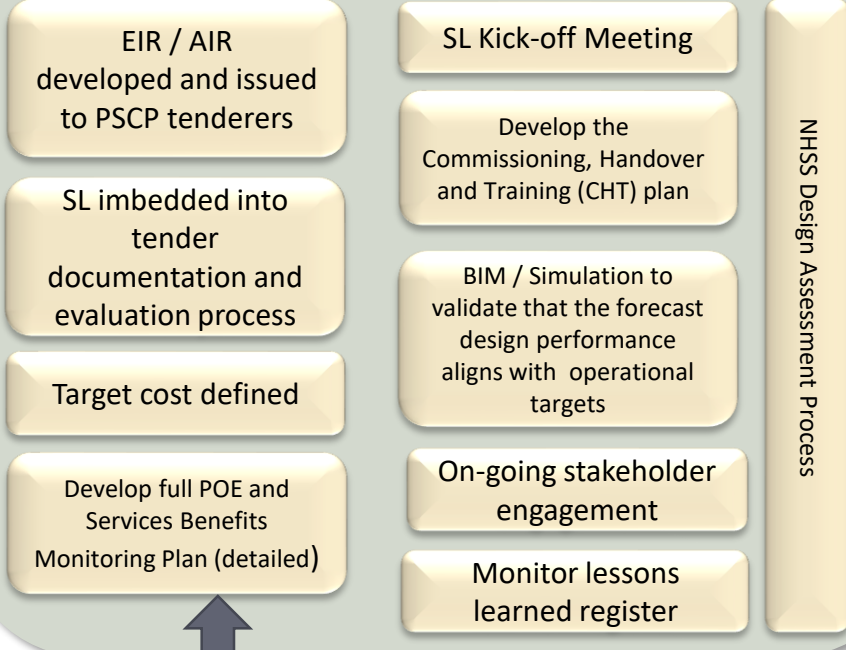 EIR / AIR
developed and issued
to PSCP tenderers
SL imbedded into
tender
documentation and
evaluation process
Target cost defined
Develop full POE and
Services Benefits
Monitoring Plan (detailed)
SL Kick-off Meeting
Develop the
Commissioning, Handover
and Training (CHT) plan
BIM / Simulation to
validate that the forecast
design performance
aligns with operational
targets
On-going stakeholder
engagement
Monitor lessons
learned register
NHSS Design Assessment Process